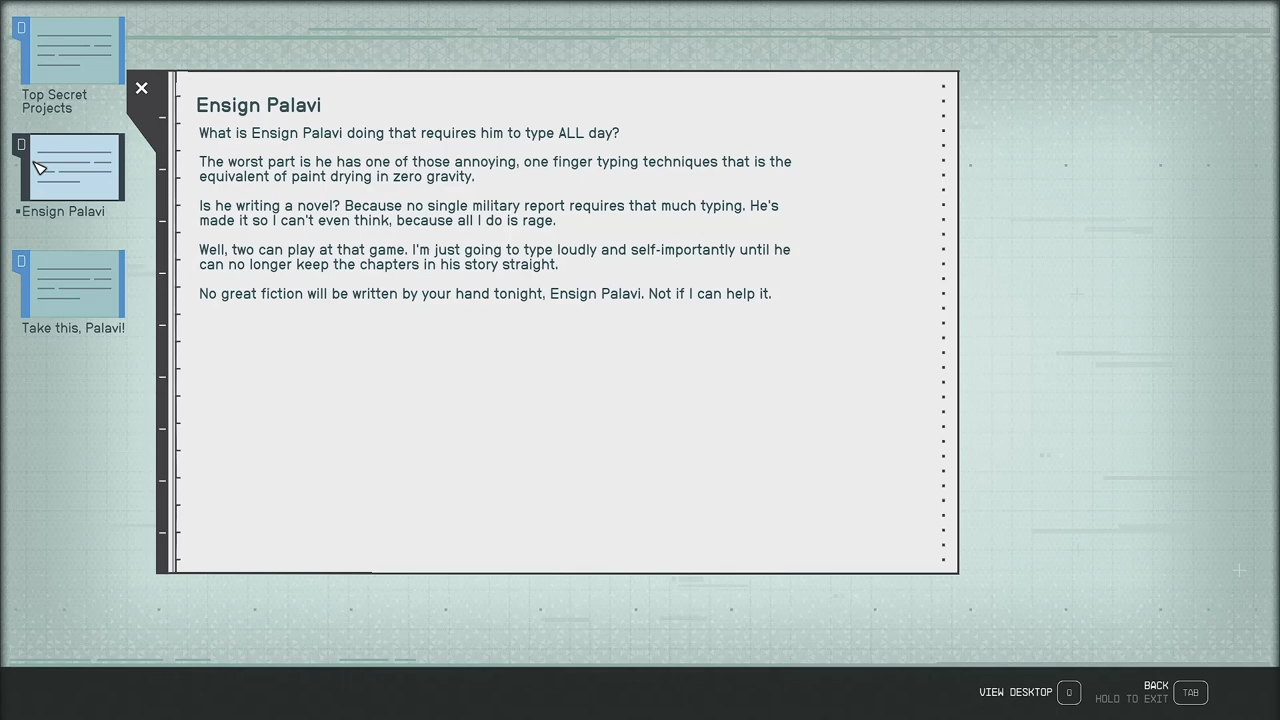 Top Secret
Projects
Ensign Palavi
Take this, Palavi!
Ensign Palavi
What is Ensign Palavi doing that requires him to type ALL day?
The worst part is he has one of those annoying, one finger typing techniques that is the
equivalent of paint drying in zero gravity.
Is he writing a novel? Because no single military report requires that much typing. He's
made it so I can't even think, because all I do is rage.
Well, two can play at that game. I'm just going to type loudly and self-importantly until he
can no longer keep the chapters in his story straight.
No great fiction will be written by your hand tonight, Ensign Palavi. Not if I can help it.
VIEW DESKTOP Q
BACK
HOLD TO EXIT TAB